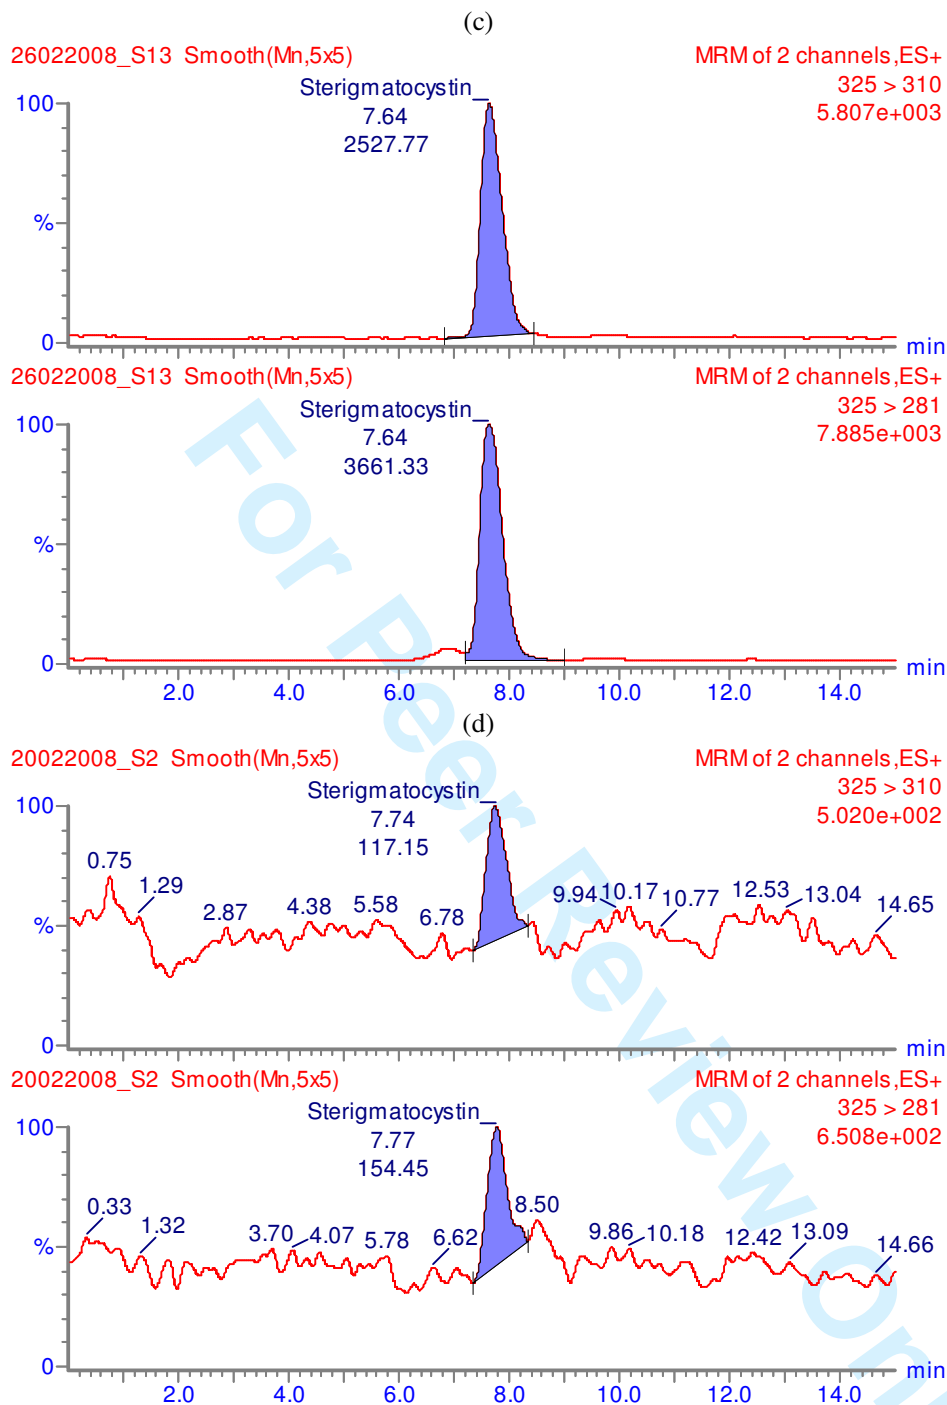 (c)
26022008_S13 Smooth(Mn,5x5)
MRM of 2 channels,ES+
325 > 310
5.807e+003
Sterigmatocystin
7.64
2527.77
100
%
0
min
26022008_S13 Smooth(Mn,5x5)
MRM of 2 channels,ES+
325 > 281
7.885e+003
Sterigmatocystin
7.64
3661.33
100
%
0
min
2.0 4.0 6.0 8.0 10.0 12.0 14.0
(d)
20022008_S2 Smooth(Mn,5x5)
MRM of 2 channels,ES+
325 > 310
5.020e+002
Sterigmatocystin
7.74
117.15
100
%
0
0.75 1.29 2.87 4.38 5.58 6.78 9.94 10.17 10.77 12.53 13.04 14.65
min
20022008_S2 Smooth(Mn,5x5)
MRM of 2 channels,ES+
325 > 281
6.508e+002
Sterigmatocystin
7.77
154.45
100
%
0
0.33 1.32 3.70 4.07 5.78 6.62 8.50 9.86 10.18 12.42 13.09 14.66
min
2.0 4.0 6.0 8.0 10.0 12.0 14.0
For Peer Review On